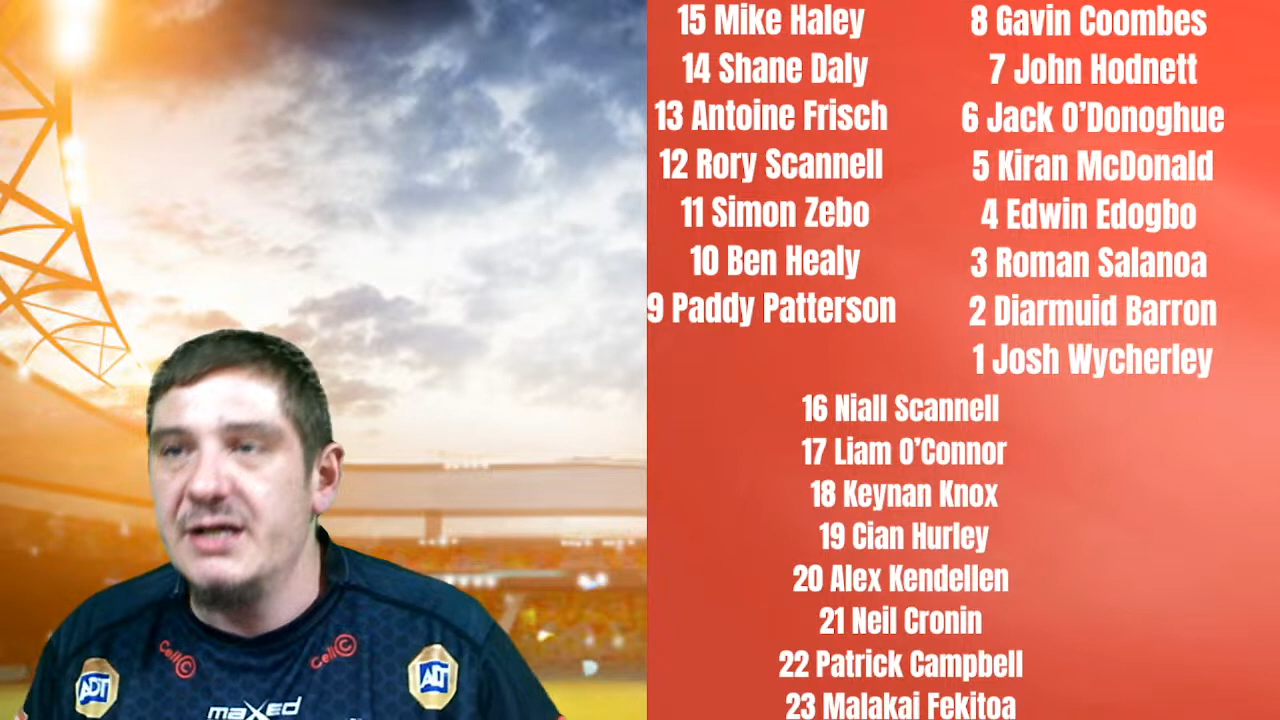 15 Mike Haley
14 Shane Daly
13 Antoine Frisch
12 Rory Scannell
11 Simon Zebo
10 Ben Healy
9 Paddy Patterson
8 Gavin Coombes
7 John Hodnett
6 Jack O'Donoghue
5 Kiran McDonald
4 Edwin Edogbo
3 Roman Salanoa
2 Diarmuid Barron
1 Josh Wycherley
16 Niall Scannell
17 Liam O'Connor
18 Keynan Knox
19 Cian Hurley
20 Alex Kendellen
21 Neil Cronin
22 Patrick Campbell
23 Malakai Fekitoa
Cell C
Cell C
ADT
ADT
maxed